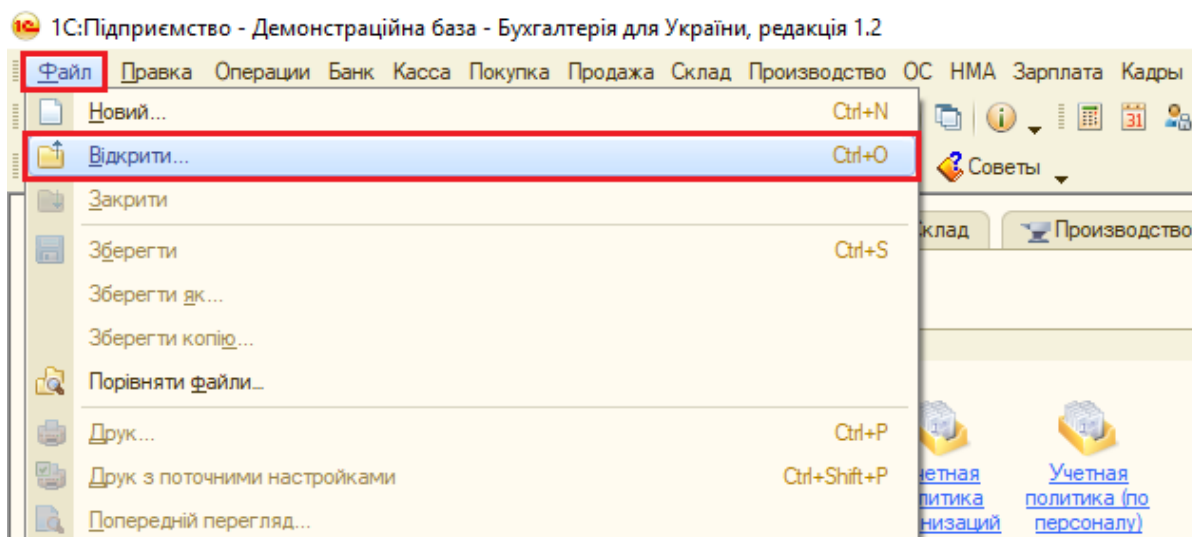 1С:Підприємство - Демонстраційна база - Бухгалтерія для України, редакція 1.2
Файл Правка Операции Банк Касса Покупка Продажа Склад Производство ОС НМА Зарплата Кадры
Новий... Ctrl+N
31
Відкрити... Ctrl+O
Советы
Закрити
Склад Производство
Зберегти Ctrl+S
Зберегти як...
Зберегти копію...
Порівняти файли...
Друк... Ctrl+P
Друк з поточними настройками Ctrl+Shift+P
Учетная
политика (по
персоналу)
Попередній перегляд...